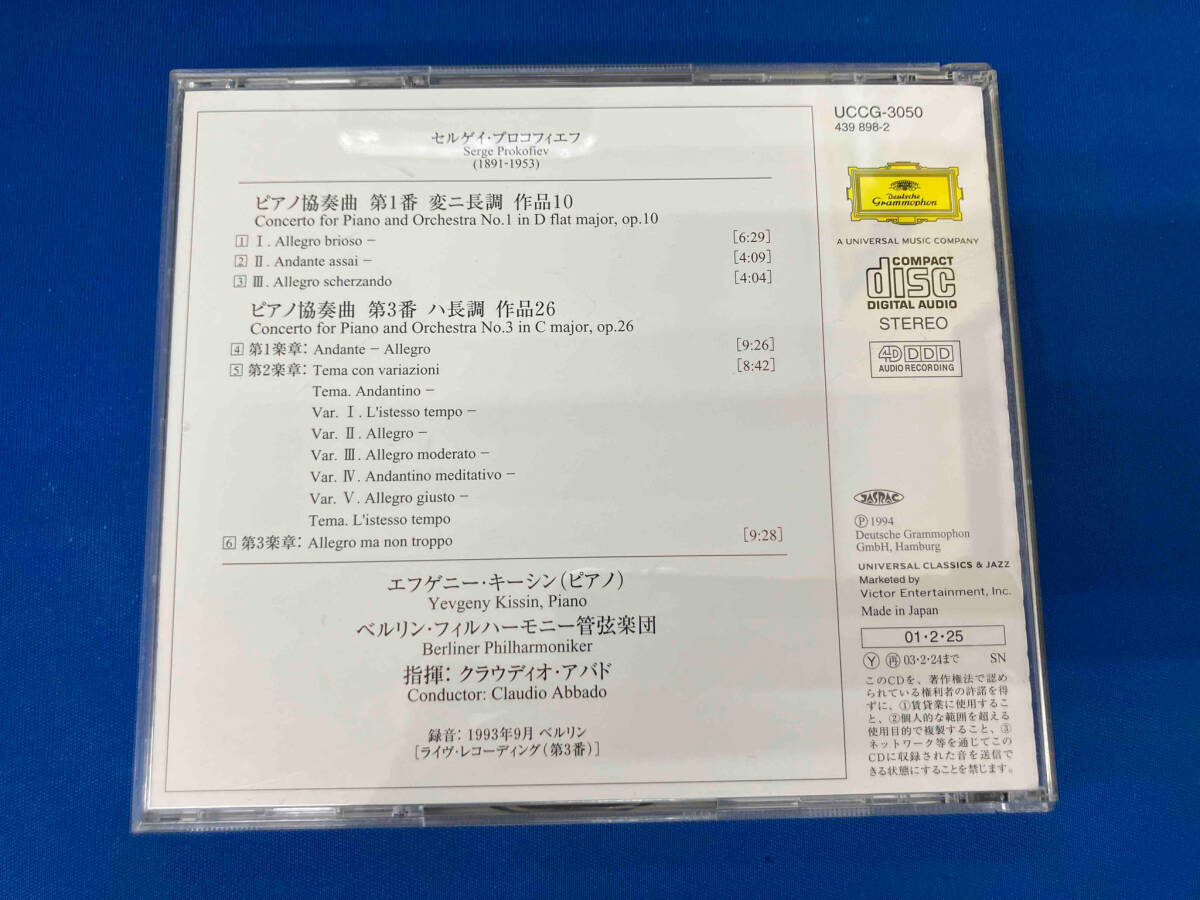 セルゲイ・プロコフィエフ
Serge Prokofiev
(1891-1953)
ピアノ協奏曲 第1番 変ニ長調 作品10
Concerto for Piano and Orchestra No.1 in D flat major, op.10
1 Ⅰ. Allegro brioso – [6:29]
2 Ⅱ. Andante assai – [4:09]
3 Ⅲ. Allegro scherzando [4:04]
ピアノ協奏曲 第3番 ハ長調 作品26
Concerto for Piano and Orchestra No.3 in C major, op.26
4 第1楽章: Andante – Allegro [9:26]
5 第2楽章: Tema con variazioni [8:42]
Tema. Andantino –
Var. Ⅰ. L'istesso tempo –
Var. Ⅱ. Allegro –
Var. Ⅲ. Allegro moderato –
Var. Ⅳ. Andantino meditativo –
Var. Ⅴ. Allegro giusto –
Tema. L'istesso tempo
6 第3楽章: Allegro ma non troppo [9:28]
エフゲニー・キーシン(ピアノ)
Yevgeny Kissin, Piano
ベルリン・フィルハーモニー管弦楽団
Berliner Philharmoniker
指揮: クラウディオ・アバド
Conductor: Claudio Abbado
録音: 1993年9月 ベルリン
[ライヴ・レコーディング(第3番)]
UCCG-3050
439 898-2
Deutsche
Grammophon
A UNIVERSAL MUSIC COMPANY
COMPACT
disc
DIGITAL AUDIO
STEREO
4D DDD
AUDIO RECORDING
JASRAC
Ⓟ 1994
Deutsche Grammophon
GmbH, Hamburg
UNIVERSAL CLASSICS & JAZZ
Marketed by
Victor Entertainment, Inc.
Made in Japan
01・2・25
Ⓨ 再 03・2・24まで SN
このCDを、著作権法で認め
られている権利者の許諾を得
ずに、①賃貸業に使用するこ
と、②個人的な範囲を超える
使用目的で複製すること、③
ネットワーク等を通じてこの
CDに収録された音を送信で
きる状態にすることを禁じます。